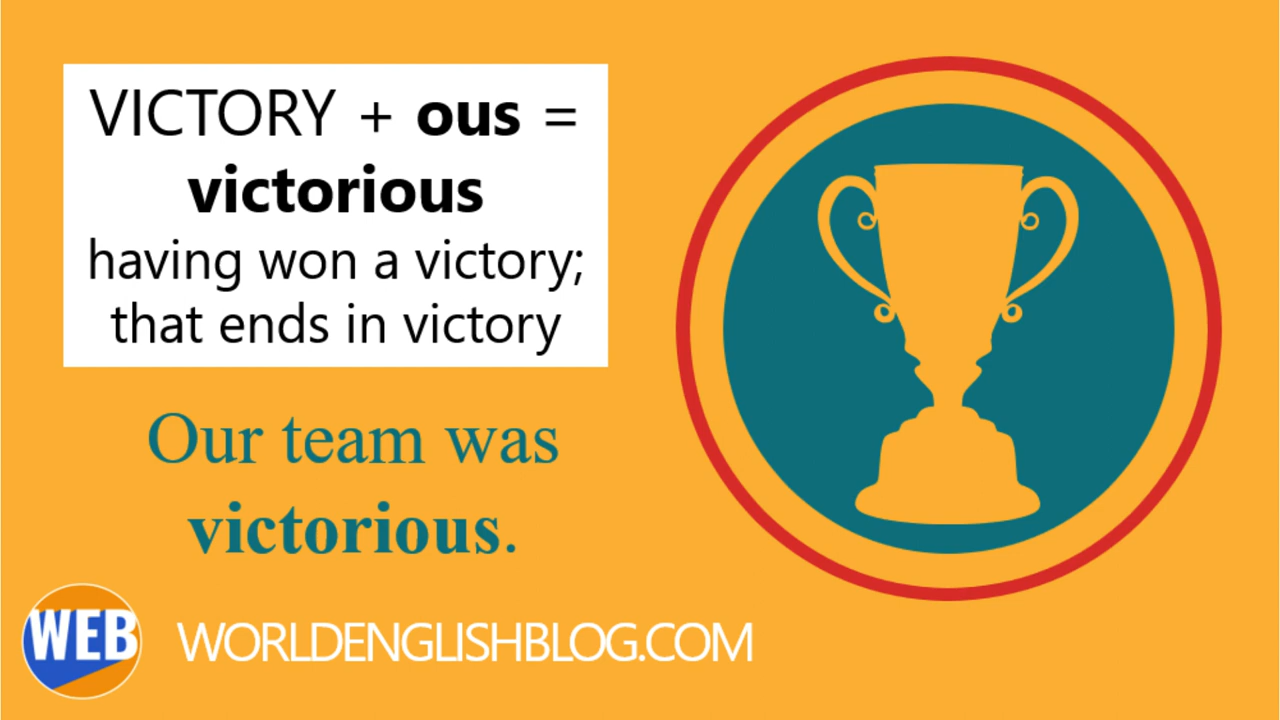 VICTORY + ous =
victorious
having won a victory;
that ends in victory
Our team was
victorious.
WEB
WORLDENGLISHBLOG.COM